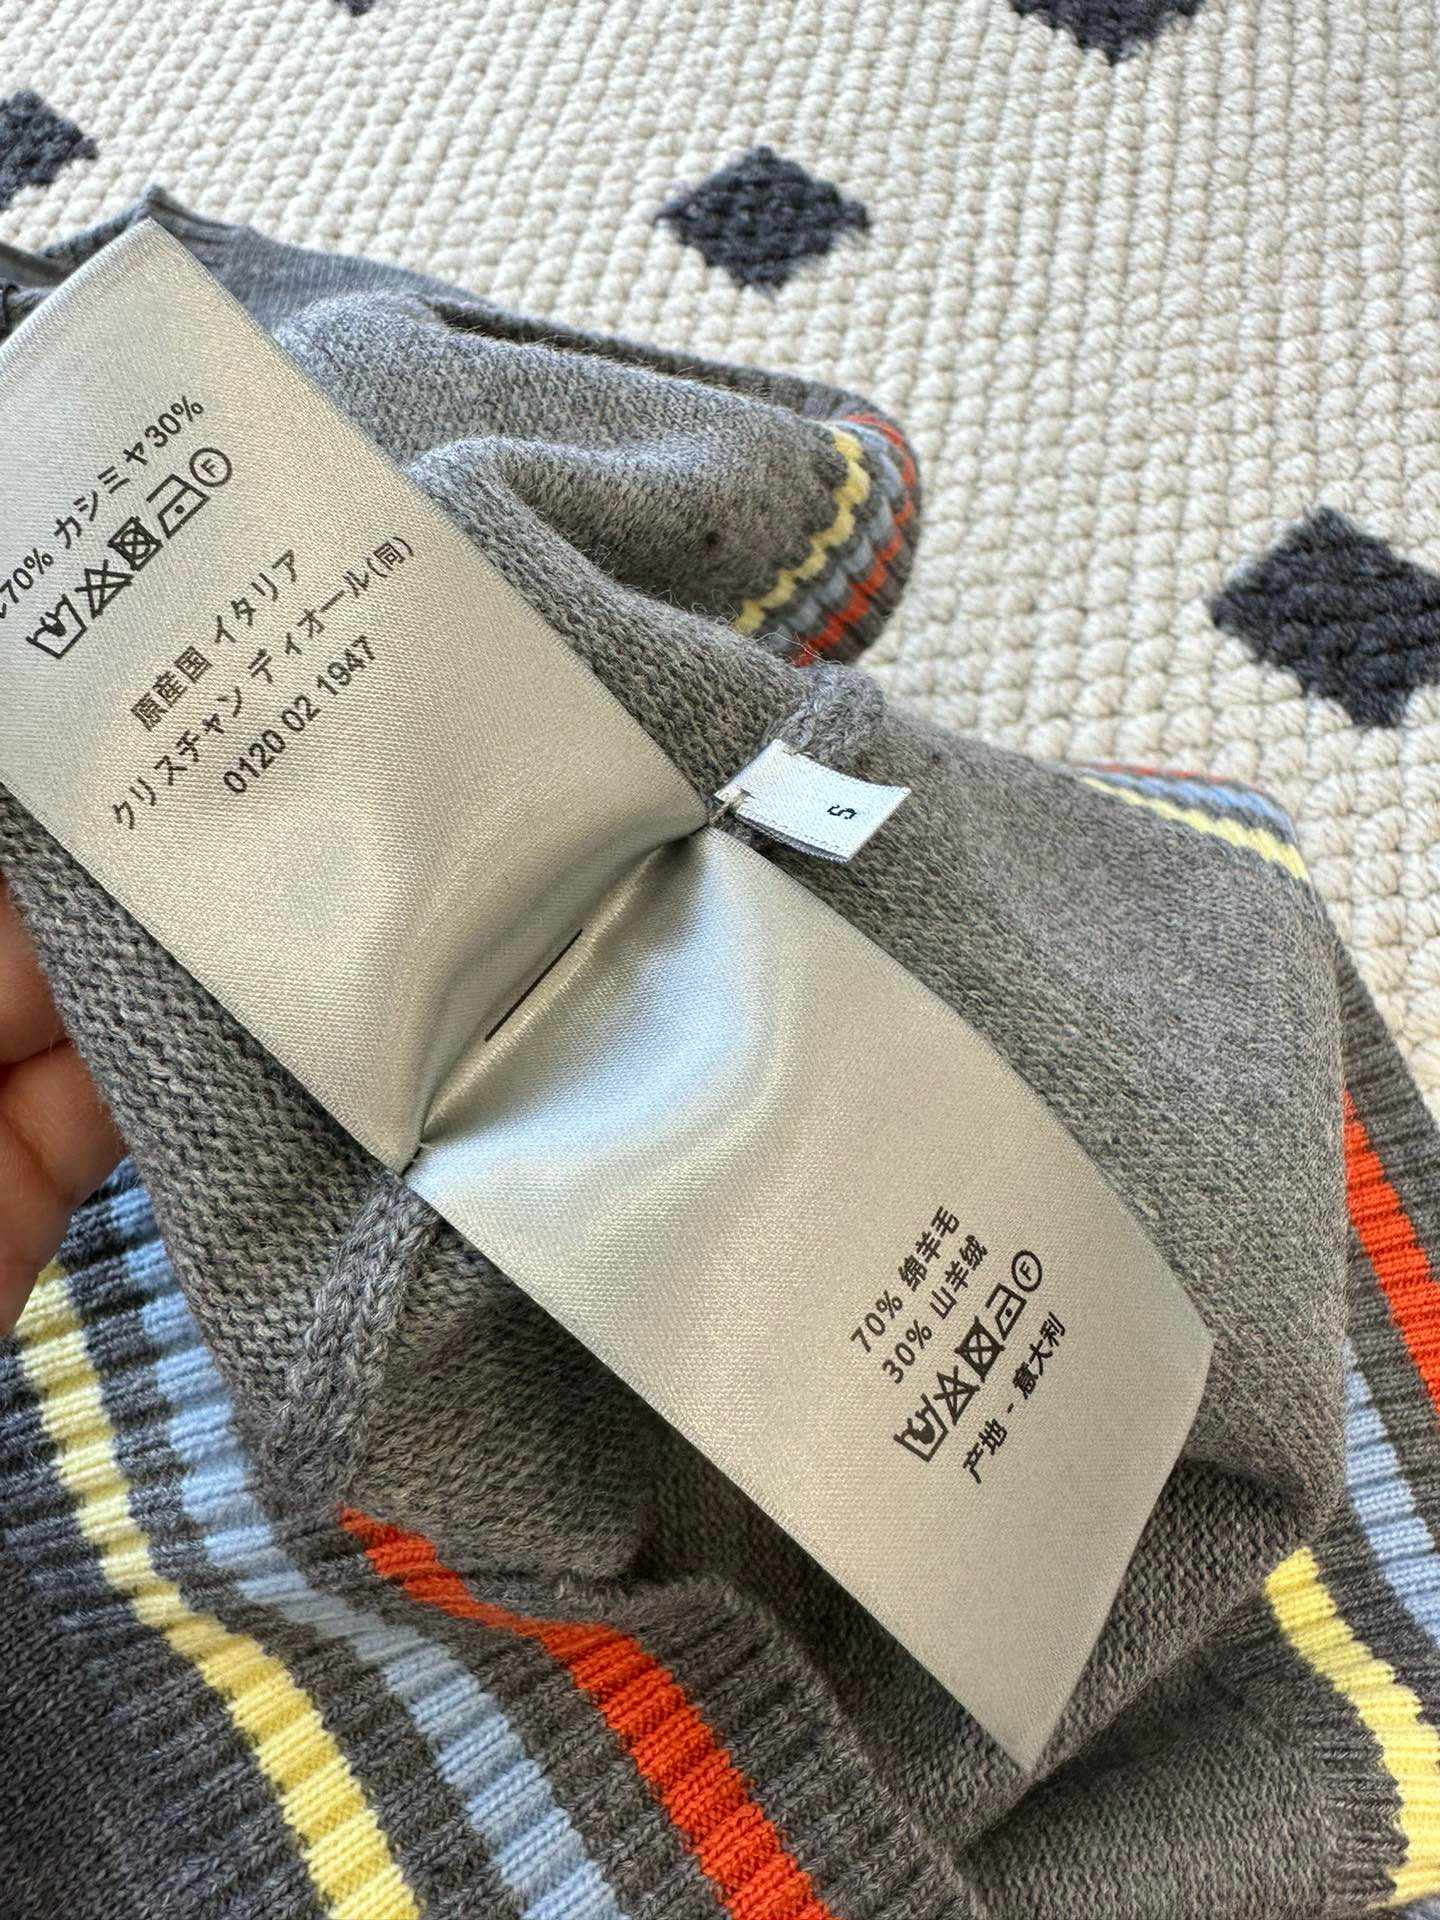 70% カシミヤ30%
F
原産国 イタリア
クリスチャン ディオール(同)
0120 02 1947
S
70% 绵羊毛
30% 山羊绒
F
产地 - 意大利